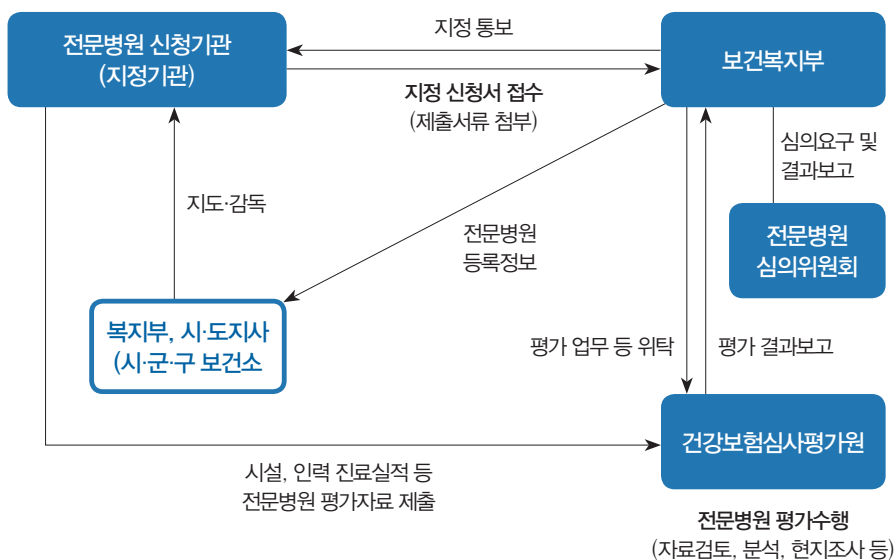 전문병원 신청기관
(지정기관)
지정 통보
보건복지부
지정 신청서 접수
(제출서류 첨부)
심의요구 및
결과보고
지도·감독
전문병원
등록정보
전문병원
심의위원회
복지부, 시·도지사
(시·군·구 보건소
평가 업무 등 위탁
평가 결과보고
건강보험심사평가원
시설, 인력 진료실적 등
전문병원 평가자료 제출
전문병원 평가수행
(자료검토, 분석, 현지조사 등)